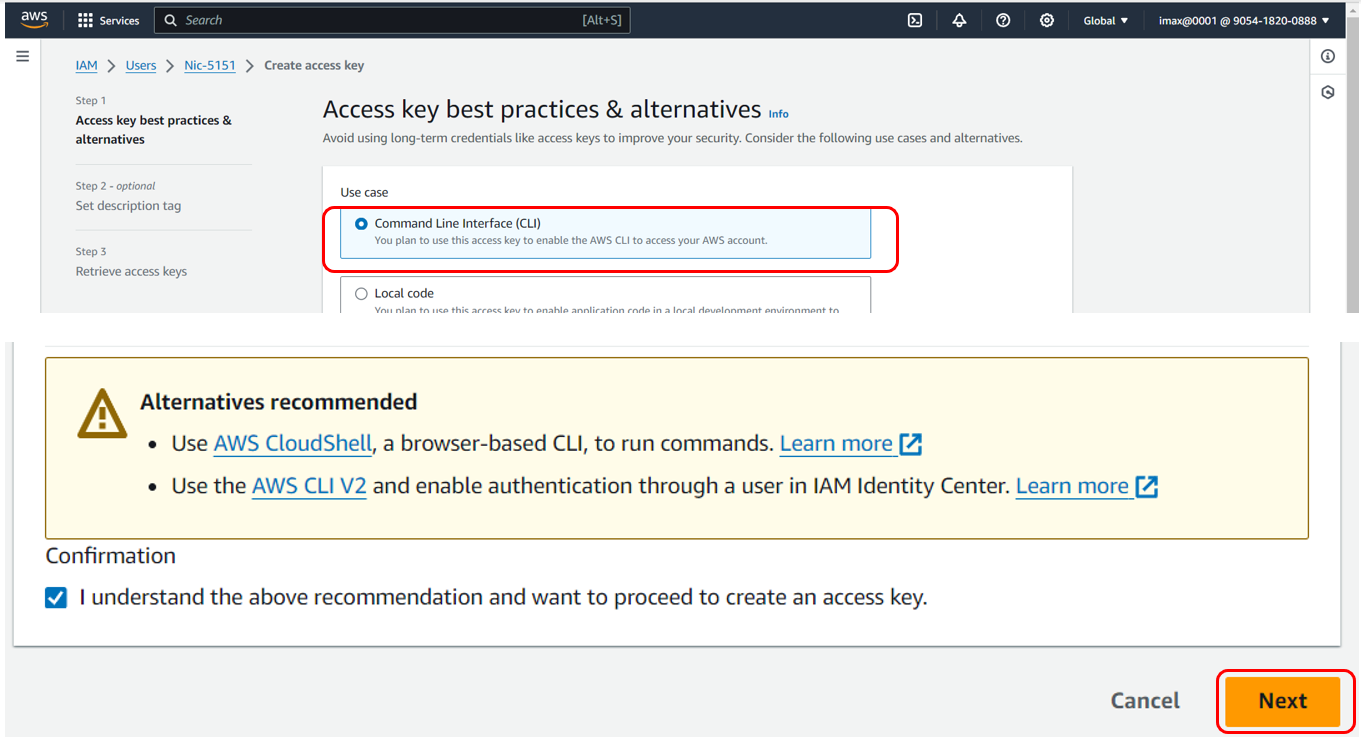 aws
Services
Search
[Alt+S]
Global
imax@0001 @ 9054-1820-0888
IAM
Users
Nic-5151
Create access key
Step 1
Access key best practices &
alternatives
Step 2 - optional
Set description tag
Step 3
Retrieve access keys
Access key best practices & alternatives Info
Avoid using long-term credentials like access keys to improve your security. Consider the following use cases and alternatives.
Use case
Command Line Interface (CLI)
You plan to use this access key to enable the AWS CLI to access your AWS account.
Local code
You plan to use this access key to enable application code in a local development environment to
Alternatives recommended
• Use AWS CloudShell, a browser-based CLI, to run commands. Learn more
• Use the AWS CLI V2 and enable authentication through a user in IAM Identity Center. Learn more
Confirmation
I understand the above recommendation and want to proceed to create an access key.
Cancel
Next